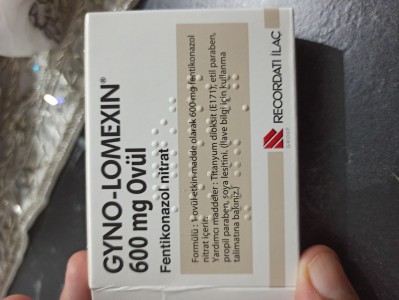 GYNO-LOMEXIN®
600 mg Ovül
Fentikonazol nitrat
Formülü : 1 ovül etkin madde olarak 600 mg fentikonazol
nitrat içerir.
Yardımcı maddeler : Titanyum dioksit (E171), etil paraben,
propil paraben, soya lesitini. (İlave bilgi için kullanma
talimatına bakınız.)
RECORDATI İLAÇ
GROUP